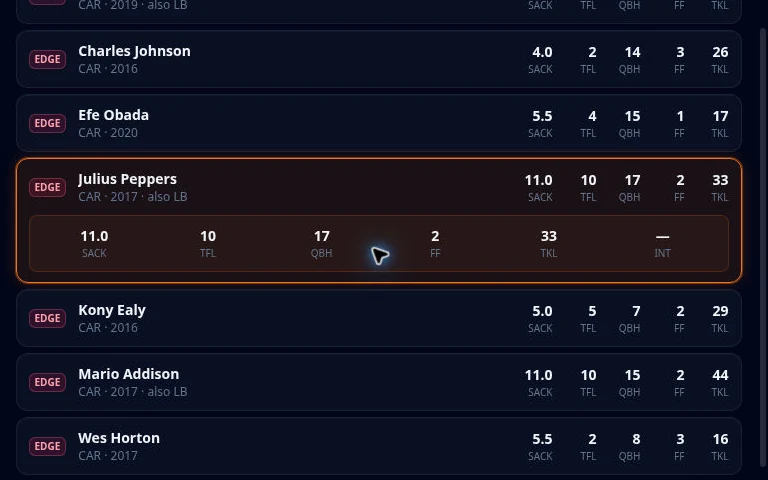 CAR · 2019 · also LB
SACK TFL QBH FF TKL
EDGE
Charles Johnson
CAR · 2016
4.0 2 14 3 26
SACK TFL QBH FF TKL
EDGE
Efe Obada
CAR · 2020
5.5 4 15 1 17
SACK TFL QBH FF TKL
EDGE
Julius Peppers
CAR · 2017 · also LB
11.0 10 17 2 33
SACK TFL QBH FF TKL
11.0 10 17 2 33 —
SACK TFL QBH FF TKL INT
EDGE
Kony Ealy
CAR · 2016
5.0 5 7 2 29
SACK TFL QBH FF TKL
EDGE
Mario Addison
CAR · 2017 · also LB
11.0 10 15 2 44
SACK TFL QBH FF TKL
EDGE
Wes Horton
CAR · 2017
5.5 2 8 3 16
SACK TFL QBH FF TKL